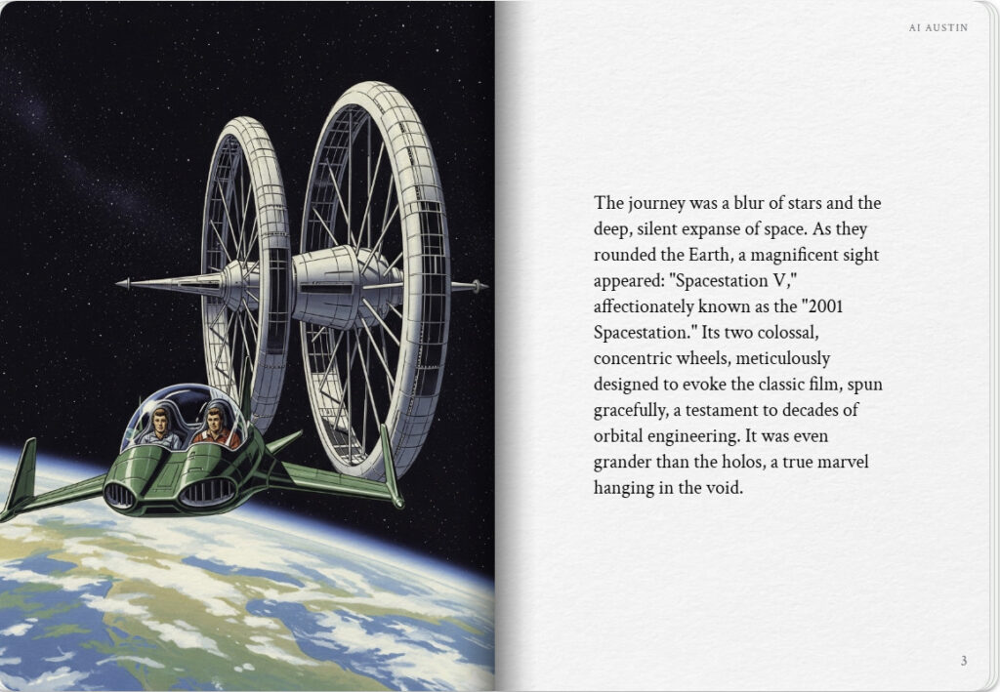 AI AUSTIN
The journey was a blur of stars and the
deep, silent expanse of space. As they
rounded the Earth, a magnificent sight
appeared: "Spacestation V,"
affectionately known as the "2001
Spacestation." Its two colossal,
concentric wheels, meticulously
designed to evoke the classic film, spun
gracefully, a testament to decades of
orbital engineering. It was even
grander than the holos, a true marvel
hanging in the void.
3